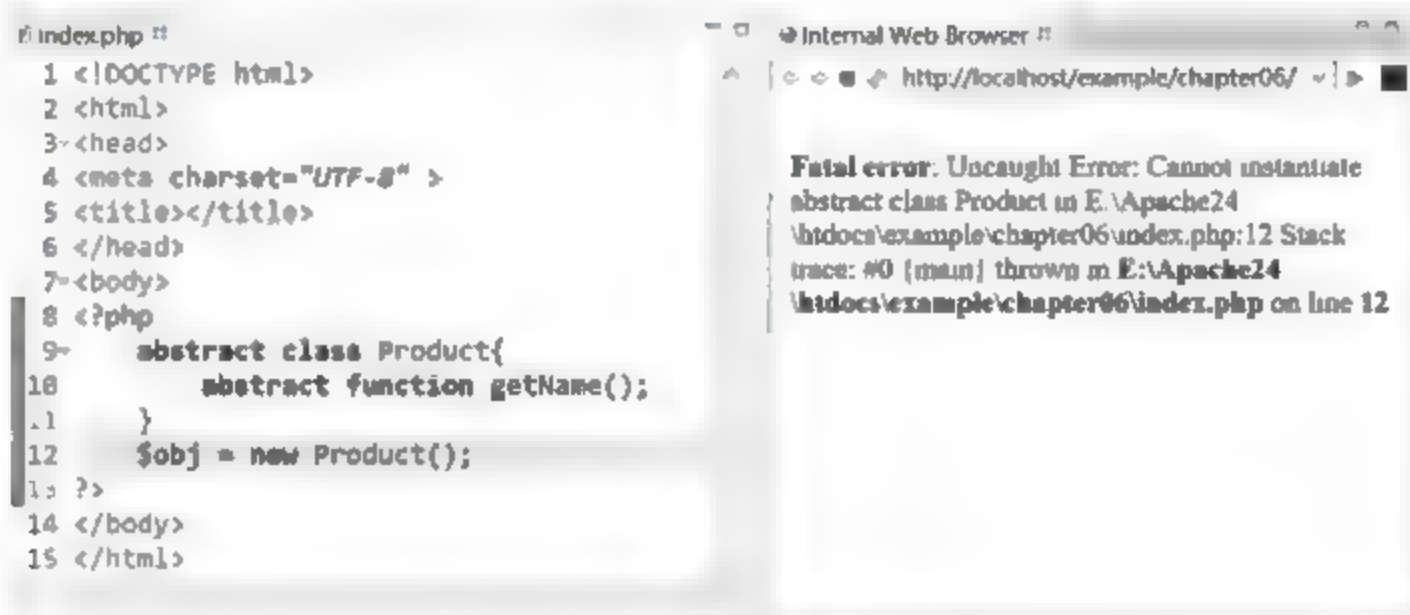 index.php
1 <!DOCTYPE html>
2 <html>
3 <head>
4 <meta charset="UTF-8" >
5 <title></title>
6 </head>
7 <body>
8 <?php
9 abstract class Product{
10 abstract function getName();
11 }
12 $obj = new Product();
13 ?>
14 </body>
15 </html>
Internal Web Browser
http://localhost/example/chapter06/
Fatal error: Uncaught Error: Cannot instantiate
abstract class Product in E:\Apache24
\htdocs\example\chapter06\index.php:12 Stack
trace: #0 {main} thrown in E:\Apache24
\htdocs\example\chapter06\index.php on line 12